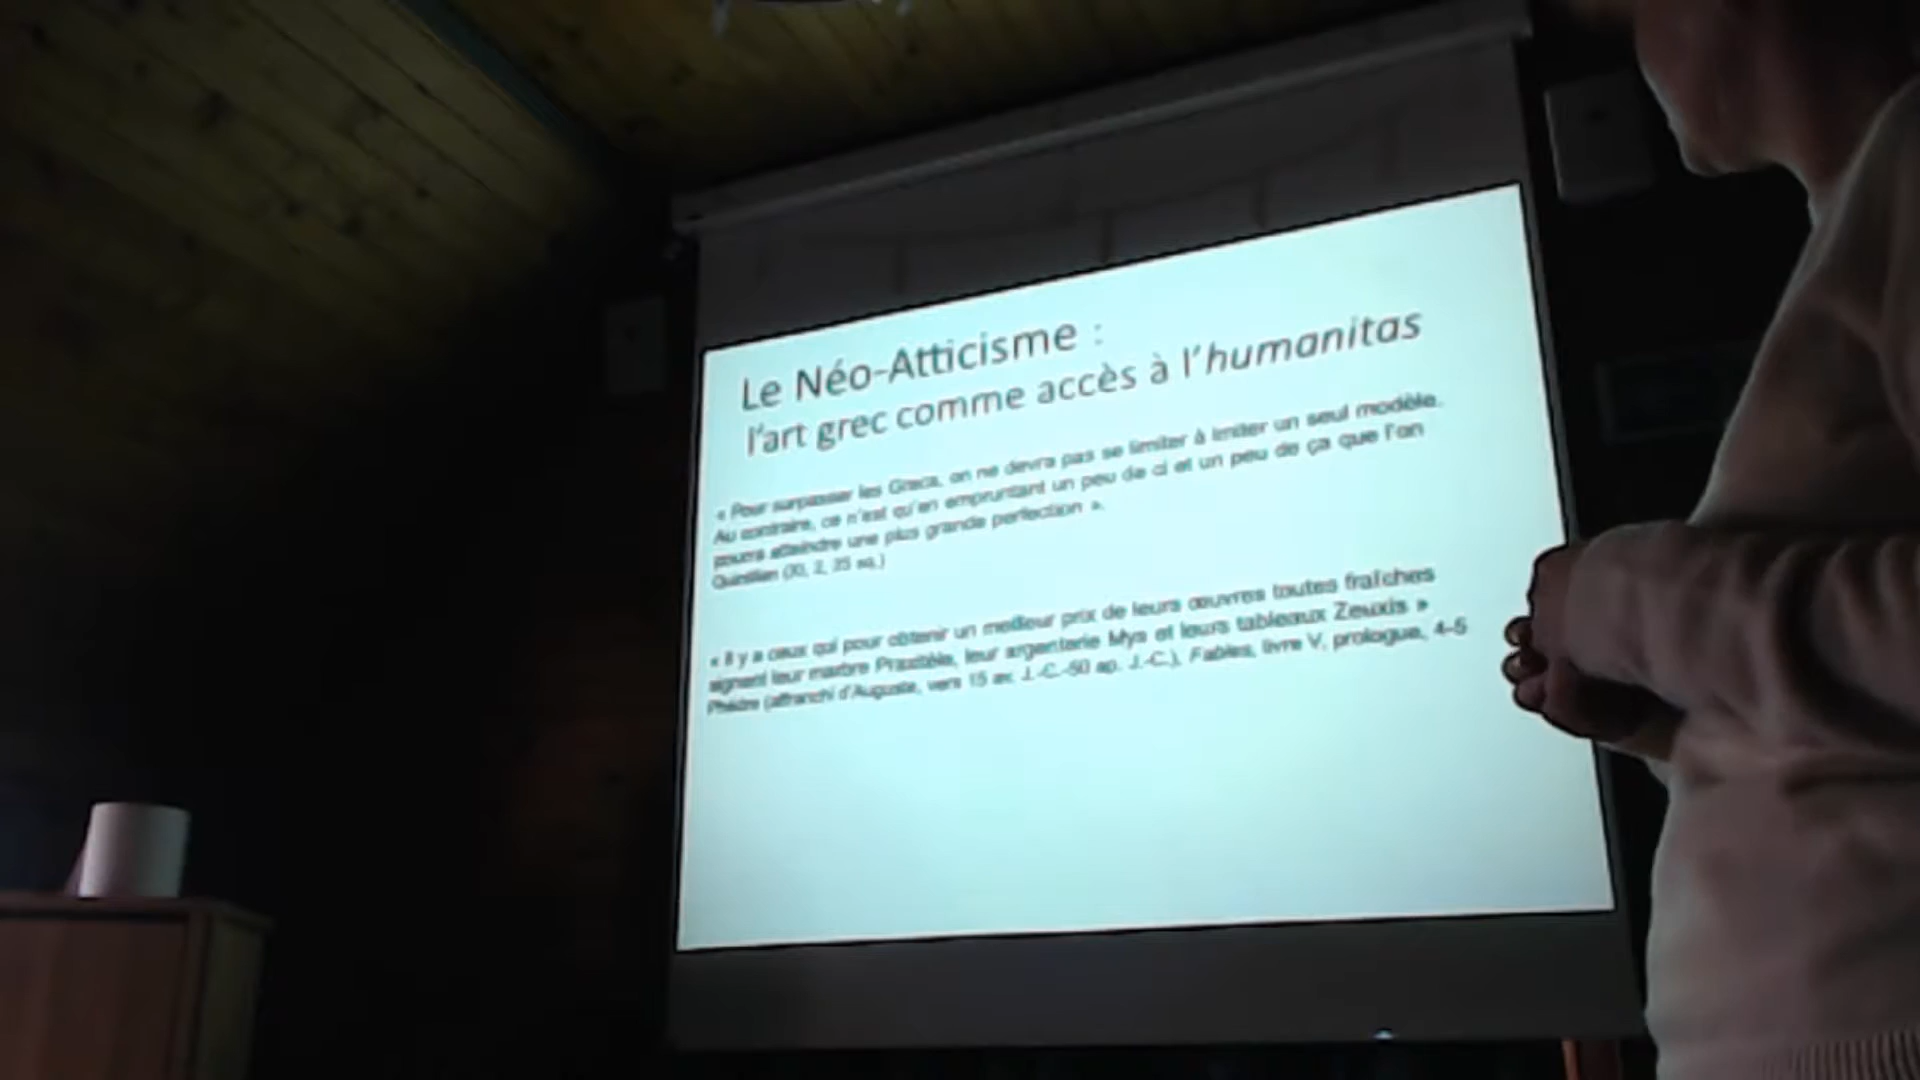 Le Néo-Atticisme :
l'art grec comme accès à l'humanitas
« Pour surpasser les Grecs, on ne devra pas se limiter à imiter un seul modèle.
Au contraire, ce n'est qu'en empruntant un peu de ci et un peu de ça que l'on
pourra atteindre une plus grande perfection ».
Quintilien 2, 25 sq.)
« Il y a ceux qui pour obtenir un meilleur prix de leurs œuvres toutes fraîches
signent leur marbre Praxitèle, leur argenterie Mys et leurs tableaux Zeuxis »
Phèdre (affranchi d'Auguste, vers 15 av. J.-C.-50 ap. J.-C.), Fables, livre V, prologue, 4-5